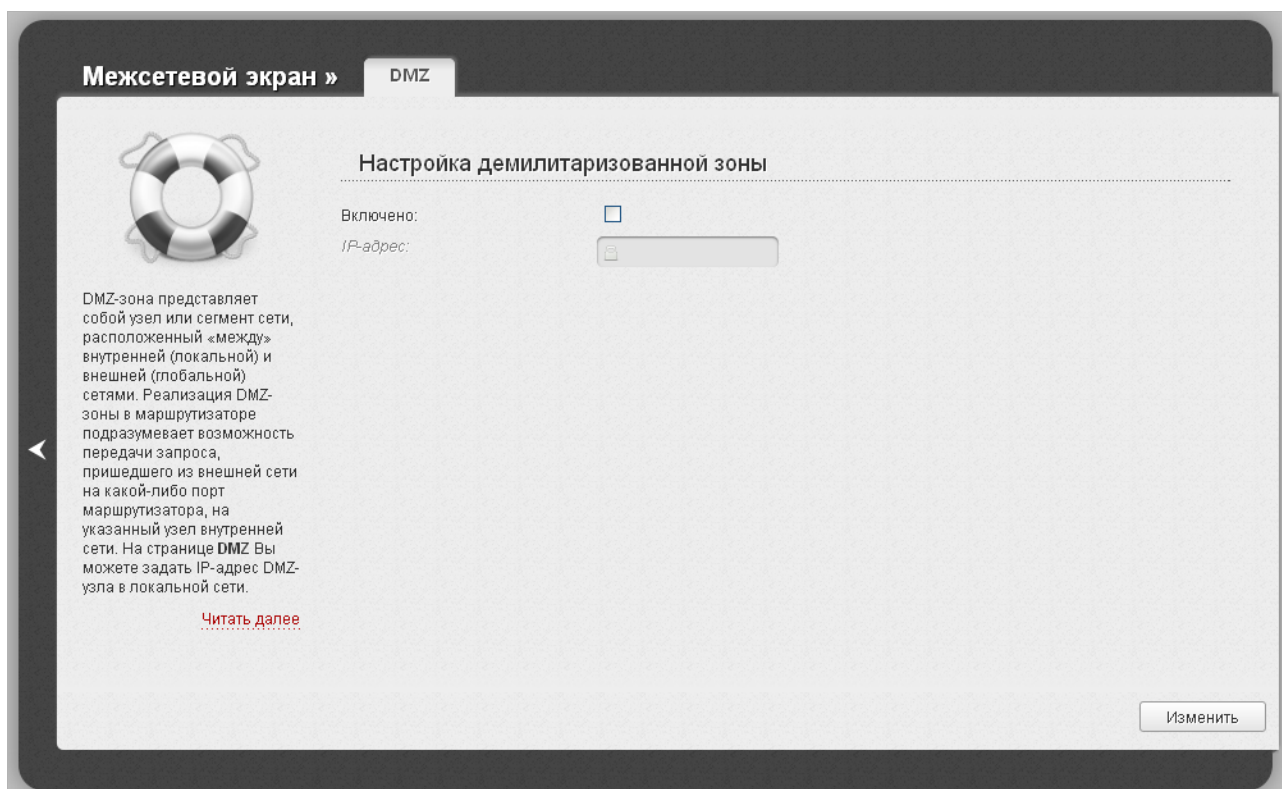 Межсетевой экран »
DMZ
Настройка демилитаризованной зоны
Включено:
IP-адрес:
DMZ-зона представляет
собой узел или сегмент сети,
расположенный «между»
внутренней (локальной) и
внешней (глобальной)
сетями. Реализация DMZ-
зоны в маршрутизаторе
подразумевает возможность
передачи запроса,
пришедшего из внешней сети
на какой-либо порт
маршрутизатора, на
указанный узел внутренней
сети. На странице DMZ Вы
можете задать IP-адрес DMZ-
узла в локальной сети.
Читать далее
Изменить